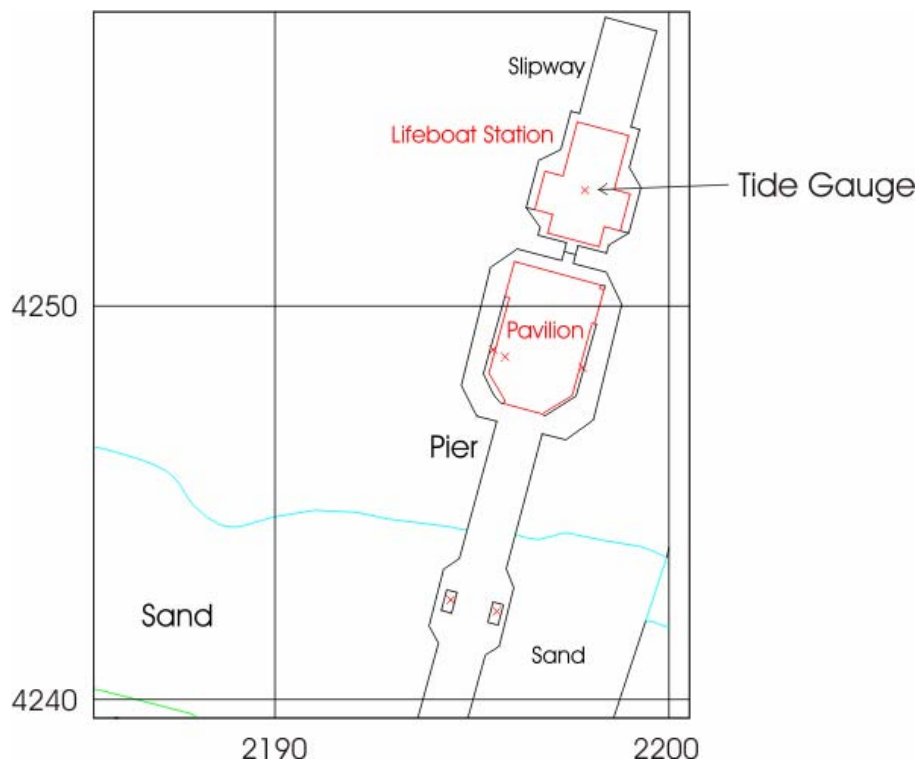 Slipway
Lifeboat Station
Tide Gauge
4250
Pavilion
Pier
Sand
Sand
4240
2190
2200